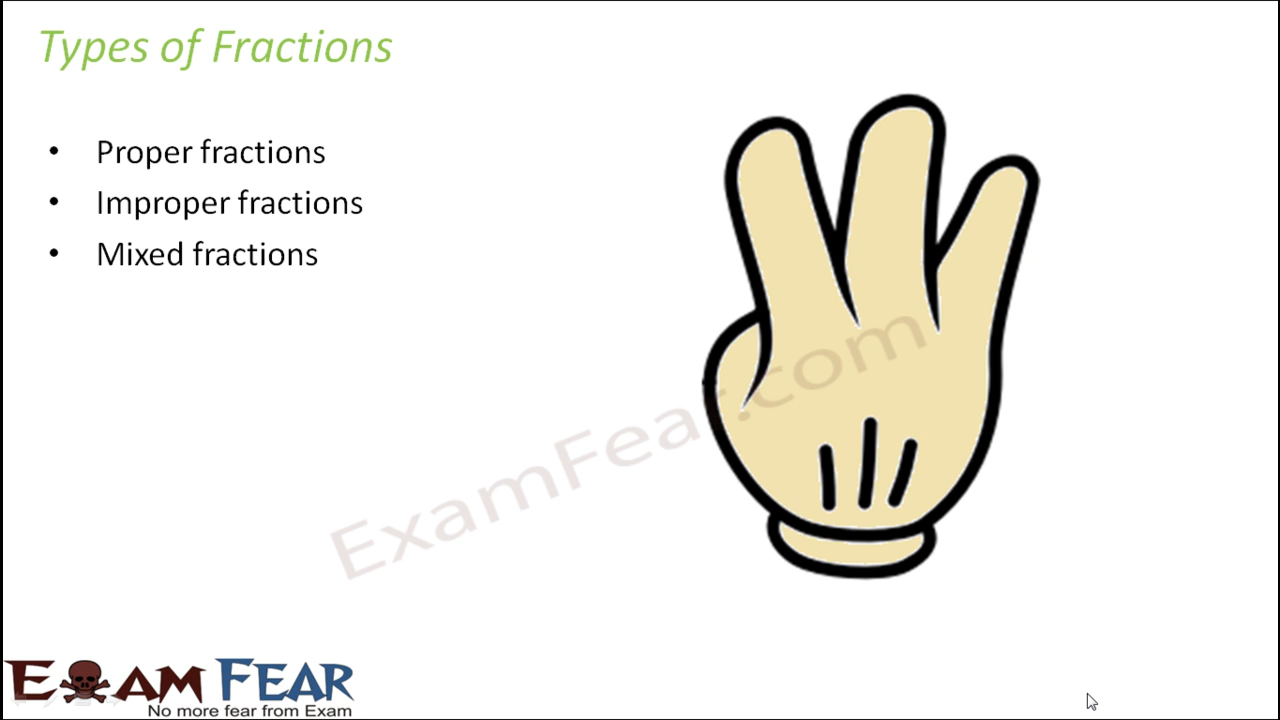 Types of Fractions
• Proper fractions
• Improper fractions
• Mixed fractions
ExamFear.com
EXAM FEAR
No more fear from Exam